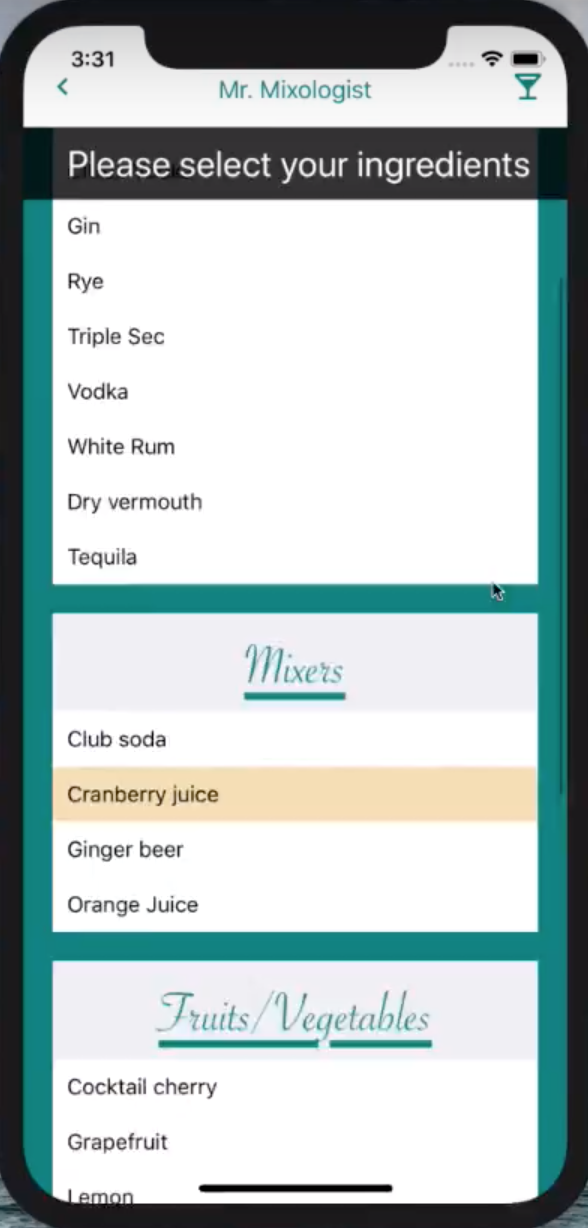 3:31
Mr. Mixologist
Please select your ingredients
Gin
Rye
Triple Sec
Vodka
White Rum
Dry vermouth
Tequila
Mixers
Club soda
Cranberry juice
Ginger beer
Orange Juice
Fruits/Vegetables
Cocktail cherry
Grapefruit
Lemon